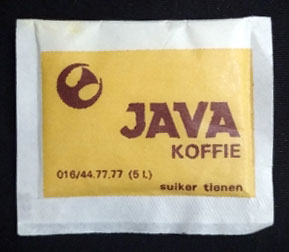 JAVA
KOFFIE
016/44.77.77 (5 l.)
suiker tienen